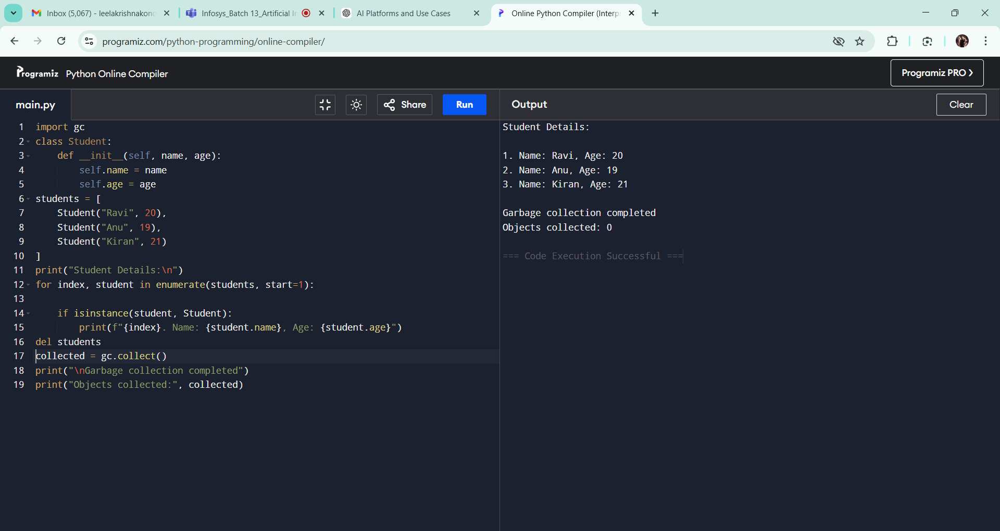 Inbox (5,067) - leelakrishnakond
Infosys_Batch 13_Artificial In
AI Platforms and Use Cases
Online Python Compiler (Interp
programiz.com/python-programming/online-compiler/
Programiz Python Online Compiler
Programiz PRO
main.py
Share
Run
Output
Clear
1 import gc
2 class Student:
3 def __init__(self, name, age):
4 self.name = name
5 self.age = age
6 students = [
7 Student("Ravi", 20),
8 Student("Anu", 19),
9 Student("Kiran", 21)
10 ]
11 print("Student Details:\n")
12 for index, student in enumerate(students, start=1):
13
14 if isinstance(student, Student):
15 print(f"{index}. Name: {student.name}, Age: {student.age}")
16 del students
17 collected = gc.collect()
18 print("\nGarbage collection completed")
19 print("Objects collected:", collected)
Student Details:
1. Name: Ravi, Age: 20
2. Name: Anu, Age: 19
3. Name: Kiran, Age: 21
Garbage collection completed
Objects collected: 0
=== Code Execution Successful ===